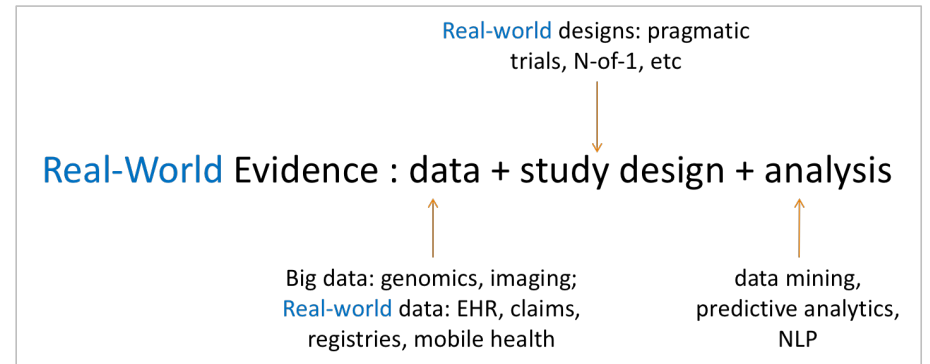 Real-world designs: pragmatic
trials, N-of-1, etc
Real-World Evidence : data + study design + analysis
Big data: genomics, imaging;
Real-world data: EHR, claims,
registries, mobile health
data mining,
predictive analytics,
NLP